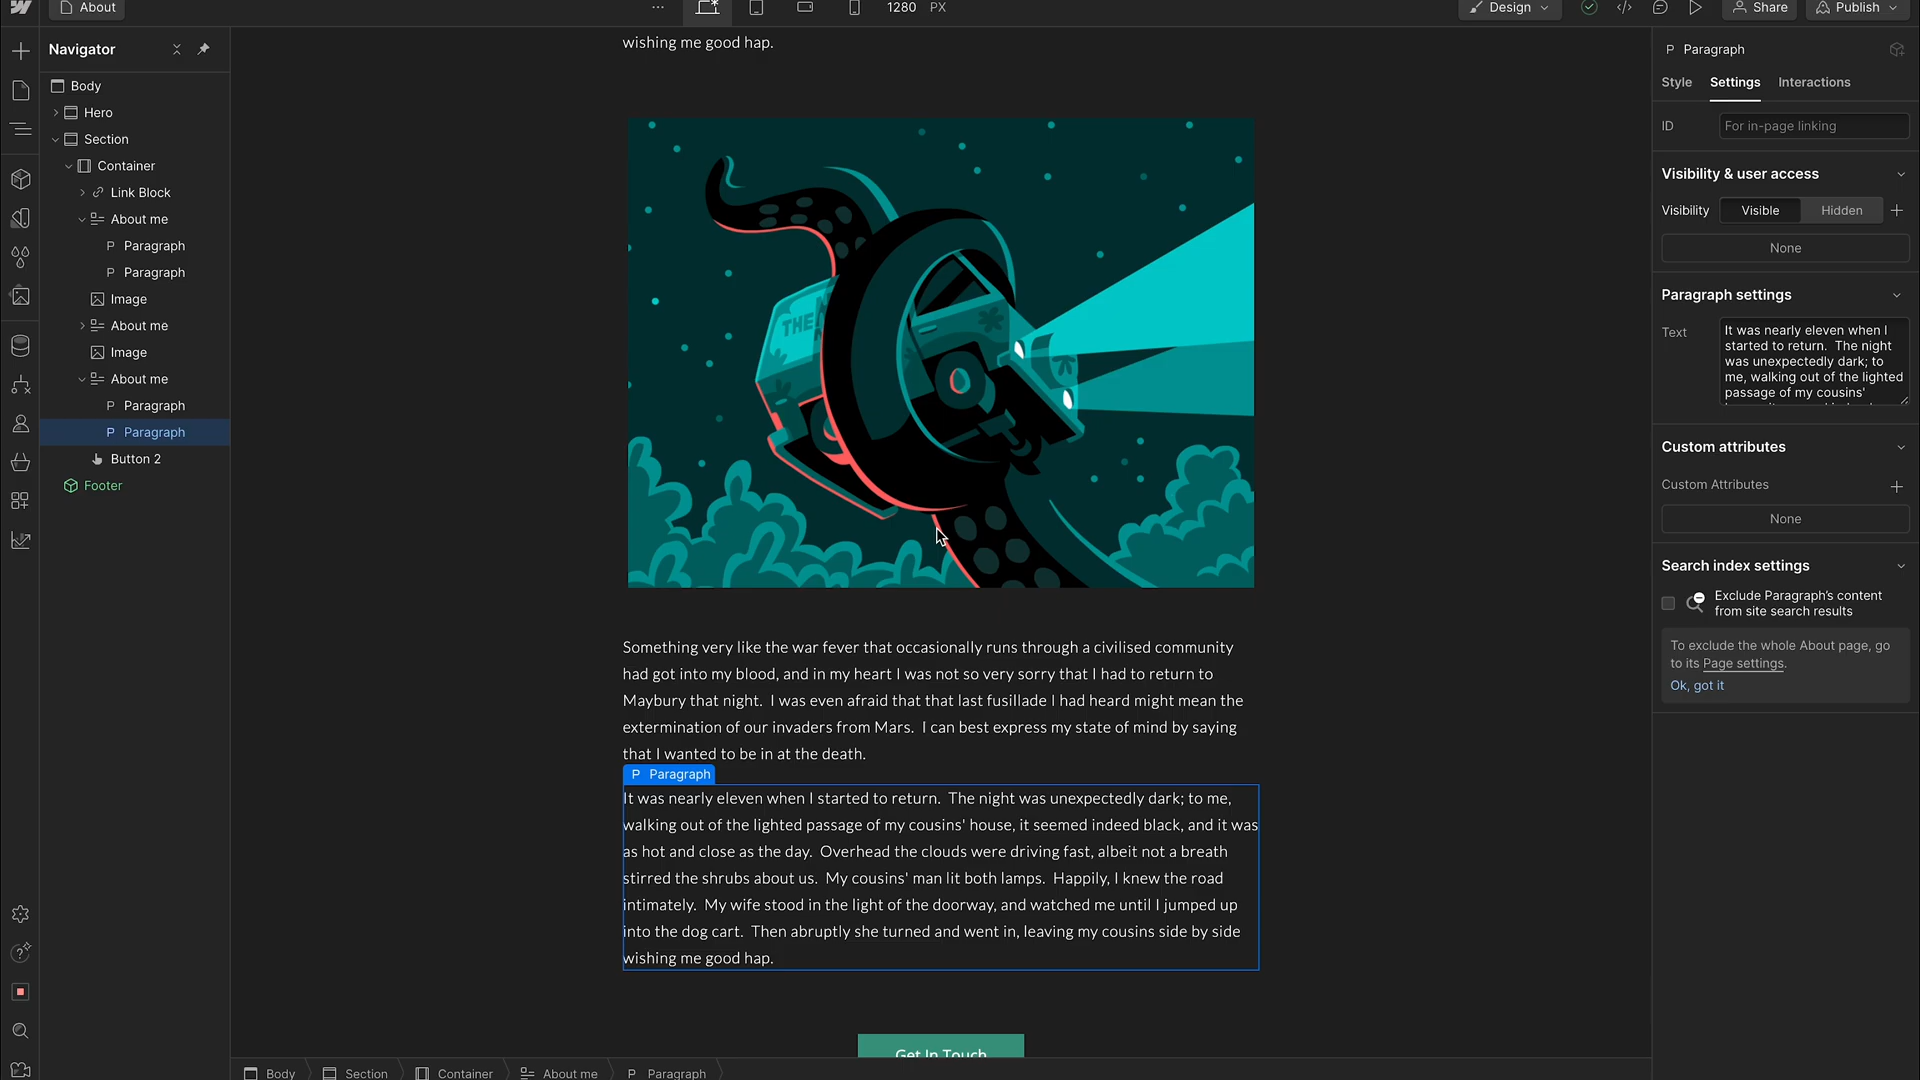 About
1280 PX
Design
Share
Publish
Navigator
Body
Hero
Section
Container
Link Block
About me
Paragraph
Paragraph
Image
About me
Image
About me
Paragraph
Paragraph
Button 2
Footer
wishing me good hap.
THE
Something very like the war fever that occasionally runs through a civilised community
had got into my blood, and in my heart I was not so very sorry that I had to return to
Maybury that night.  I was even afraid that that last fusillade I had heard might mean the
extermination of our invaders from Mars.  I can best express my state of mind by saying
that I wanted to be in at the death.
P Paragraph
It was nearly eleven when I started to return.  The night was unexpectedly dark; to me,
walking out of the lighted passage of my cousins' house, it seemed indeed black, and it was
as hot and close as the day.  Overhead the clouds were driving fast, albeit not a breath
stirred the shrubs about us.  My cousins' man lit both lamps.  Happily, I knew the road
intimately.  My wife stood in the light of the doorway, and watched me until I jumped up
into the dog cart.  Then abruptly she turned and went in, leaving my cousins side by side
wishing me good hap.
Get In Touch
Body
Section
Container
About me
P Paragraph
P Paragraph
Style Settings Interactions
ID For in-page linking
Visibility & user access
Visibility Visible Hidden
None
Paragraph settings
Text
It was nearly eleven when I
started to return.  The night
was unexpectedly dark; to
me, walking out of the lighted
passage of my cousins'
Custom attributes
Custom Attributes
None
Search index settings
Exclude Paragraph's content
from site search results
To exclude the whole About page, go
to its Page settings.
Ok, got it